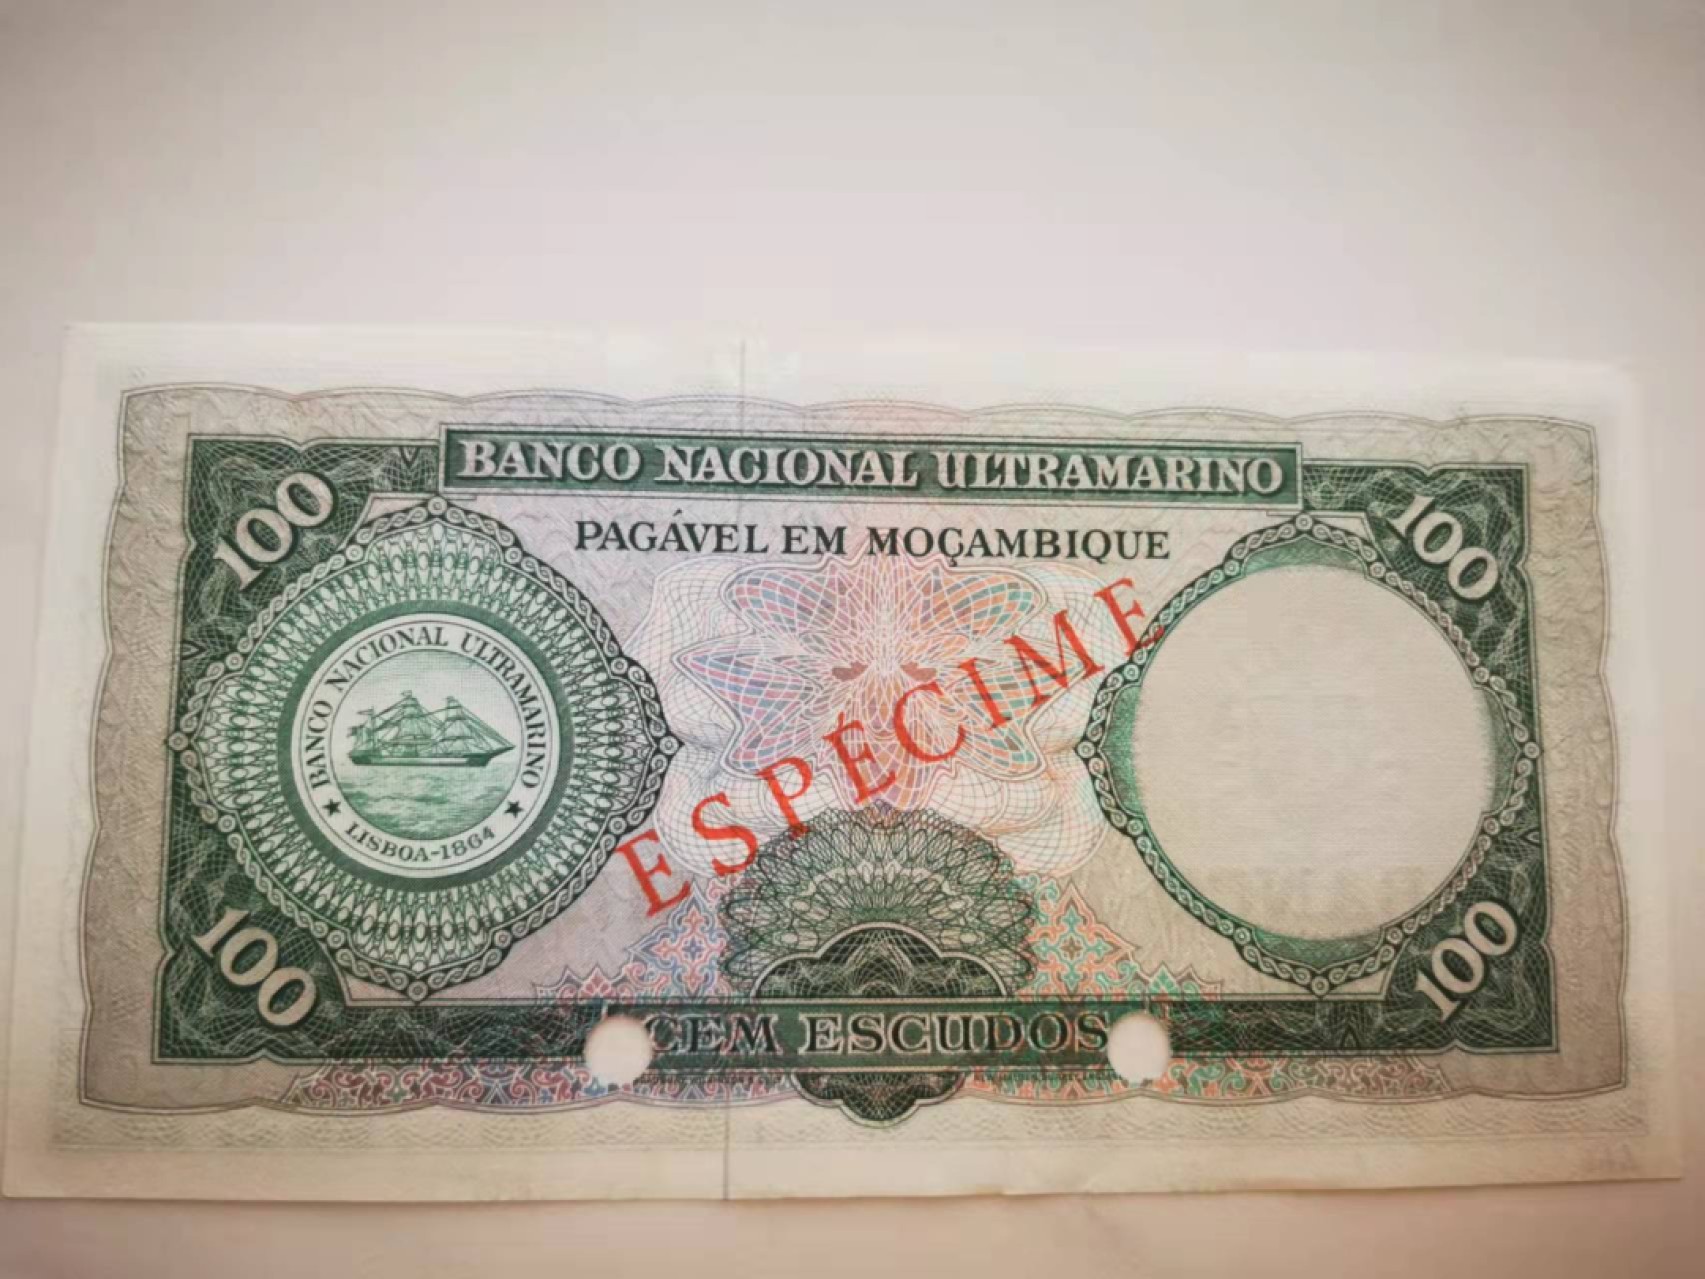 BANCO NACIONAL ULTRAMARINO
PAGÁVEL EM MOÇAMBIQUE
100
100
BANCO NACIONAL ULTRAMARINO
LISBOA-1864
ESPÉCIME
100
100
CEM ESCUDOS